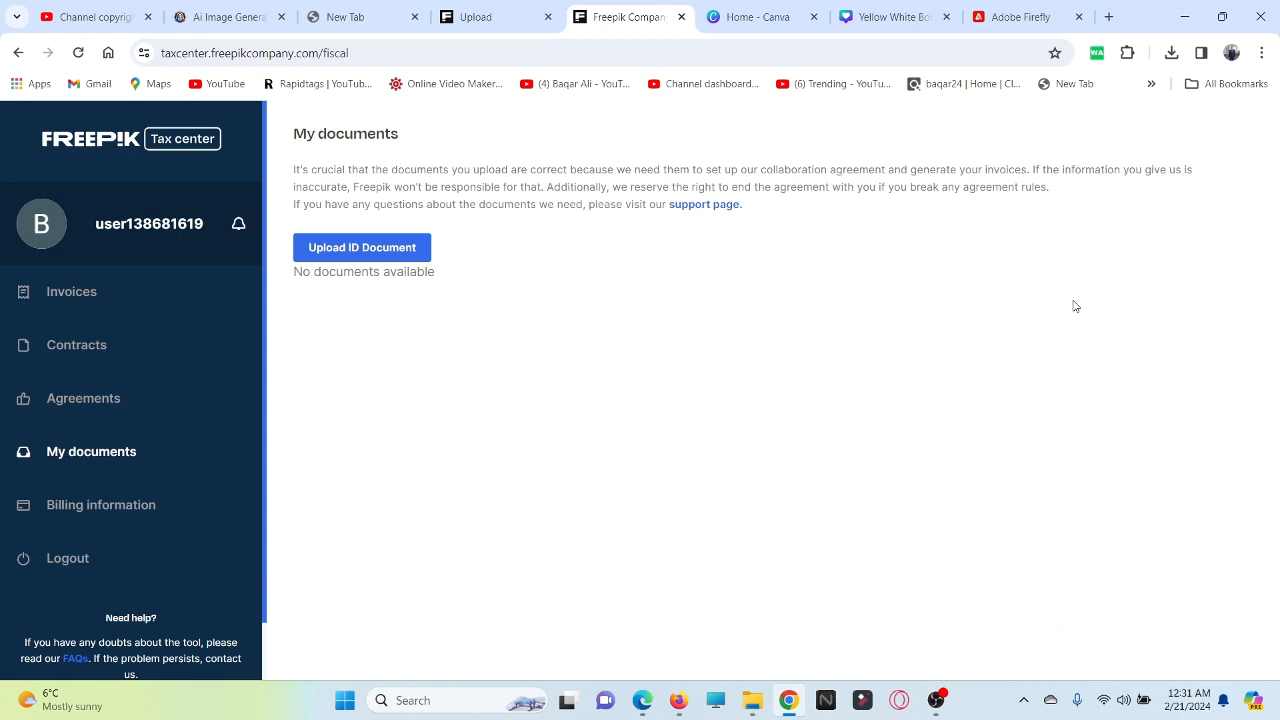 Channel copyrig
Ai Image Genera
New Tab
Upload
Freepik Compan
Home - Canva
Yellow White Bol
Adobe Firefly
taxcenter.freepikcompany.com/fiscal
Apps
Gmail
Maps
YouTube
Rapidtags | YouTub...
Online Video Maker...
(4) Baqar Ali - YouT...
Channel dashboard...
(4) Trending - YouTu...
baqar24 | Home | Cl...
New Tab
All Bookmarks
FREEPIK Tax center
My documents
It's crucial that the documents you upload are correct because we need them to set up our collaboration agreement and generate your invoices. If the information you give us is
inaccurate, Freepik won't be responsible for that. Additionally, we reserve the right to end the agreement with you if you break any agreement rules.
If you have any questions about the documents we need, please visit our support page.
B user138681619
Upload ID Document
No documents available
Invoices
Contracts
Agreements
My documents
Billing information
Logout
Need help?
If you have any doubts about the tool, please
read our FAQs. If the problem persists, contact
us.
6°C
Mostly sunny
Search
12:31 AM
2/21/2024